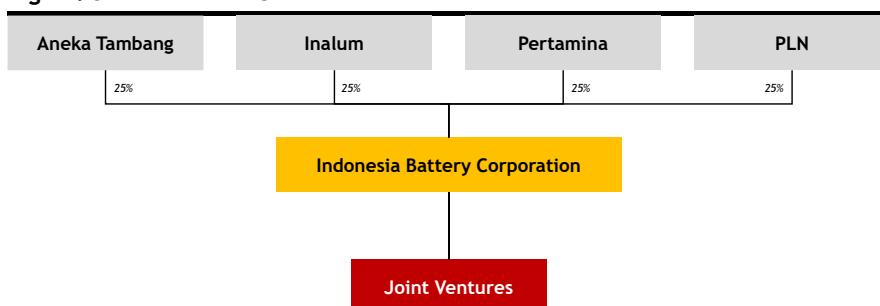 Aneka Tambang
Inalum
Pertamina
PLN
25%
25%
25%
25%
Indonesia Battery Corporation
Joint Ventures